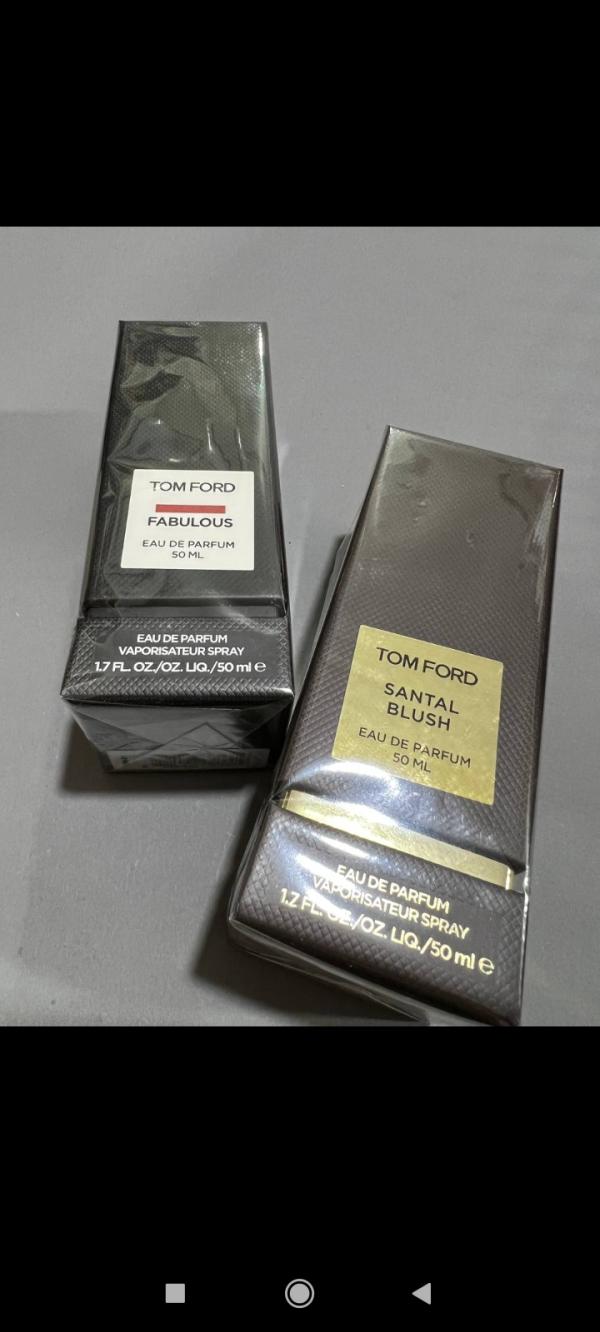 TOM FORD
FABULOUS
EAU DE PARFUM
50 ML
EAU DE PARFUM
VAPORISATEUR SPRAY
1.7 FL. OZ./OZ. LIQ./50 ml ℮
TOM FORD
SANTAL
BLUSH
EAU DE PARFUM
50 ML
EAU DE PARFUM
VAPORISATEUR SPRAY
1.7 FL. OZ./OZ. LIQ./50 ml ℮